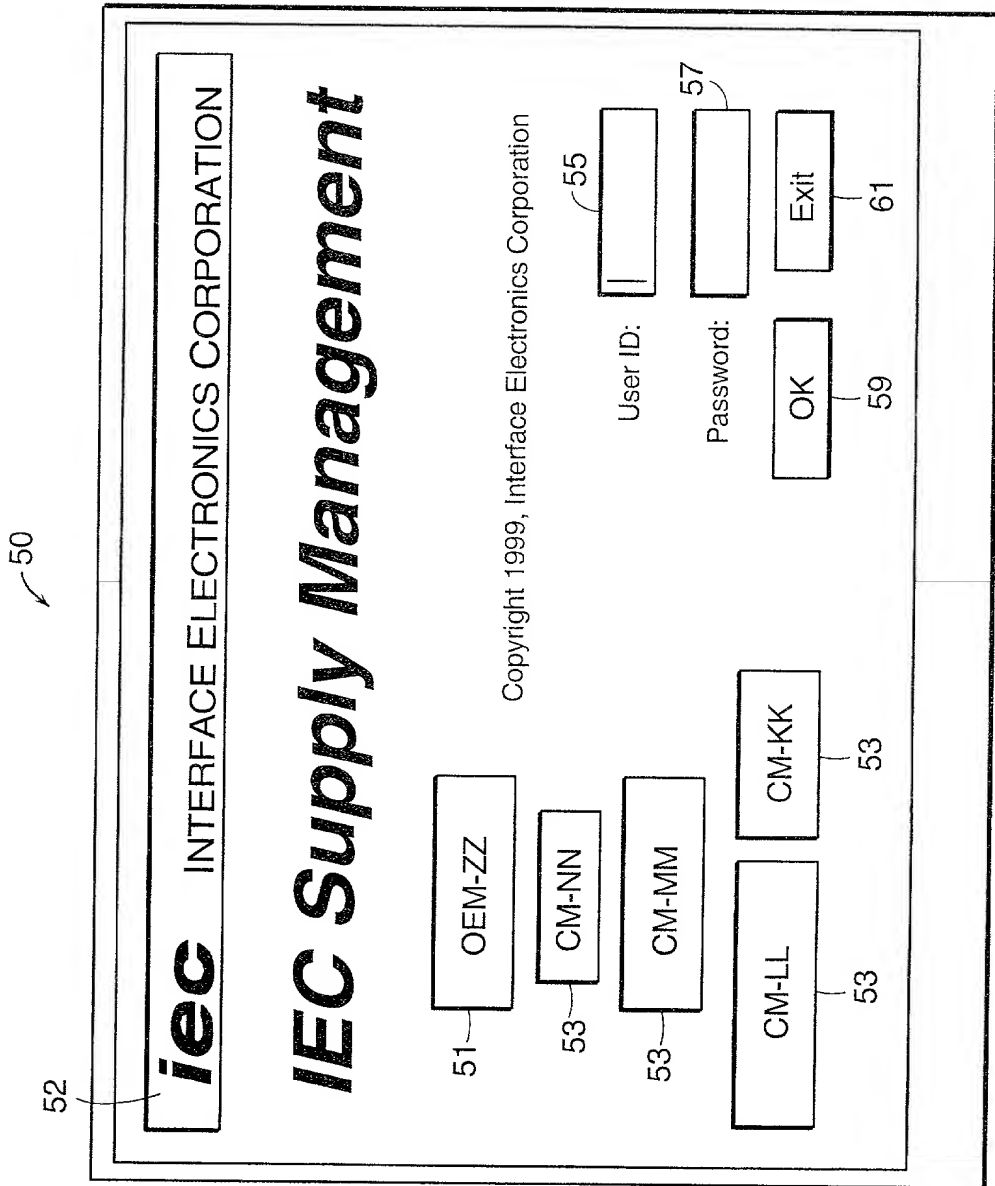 50
52
iec INTERFACE ELECTRONICS CORPORATION
IEC Supply Management
51
OEM-ZZ
Copyright 1999, Interface Electronics Corporation
53
CM-NN
55
User ID:
53
CM-MM
57
Password:
CM-LL
CM-KK
OK
Exit
53
53
59
61